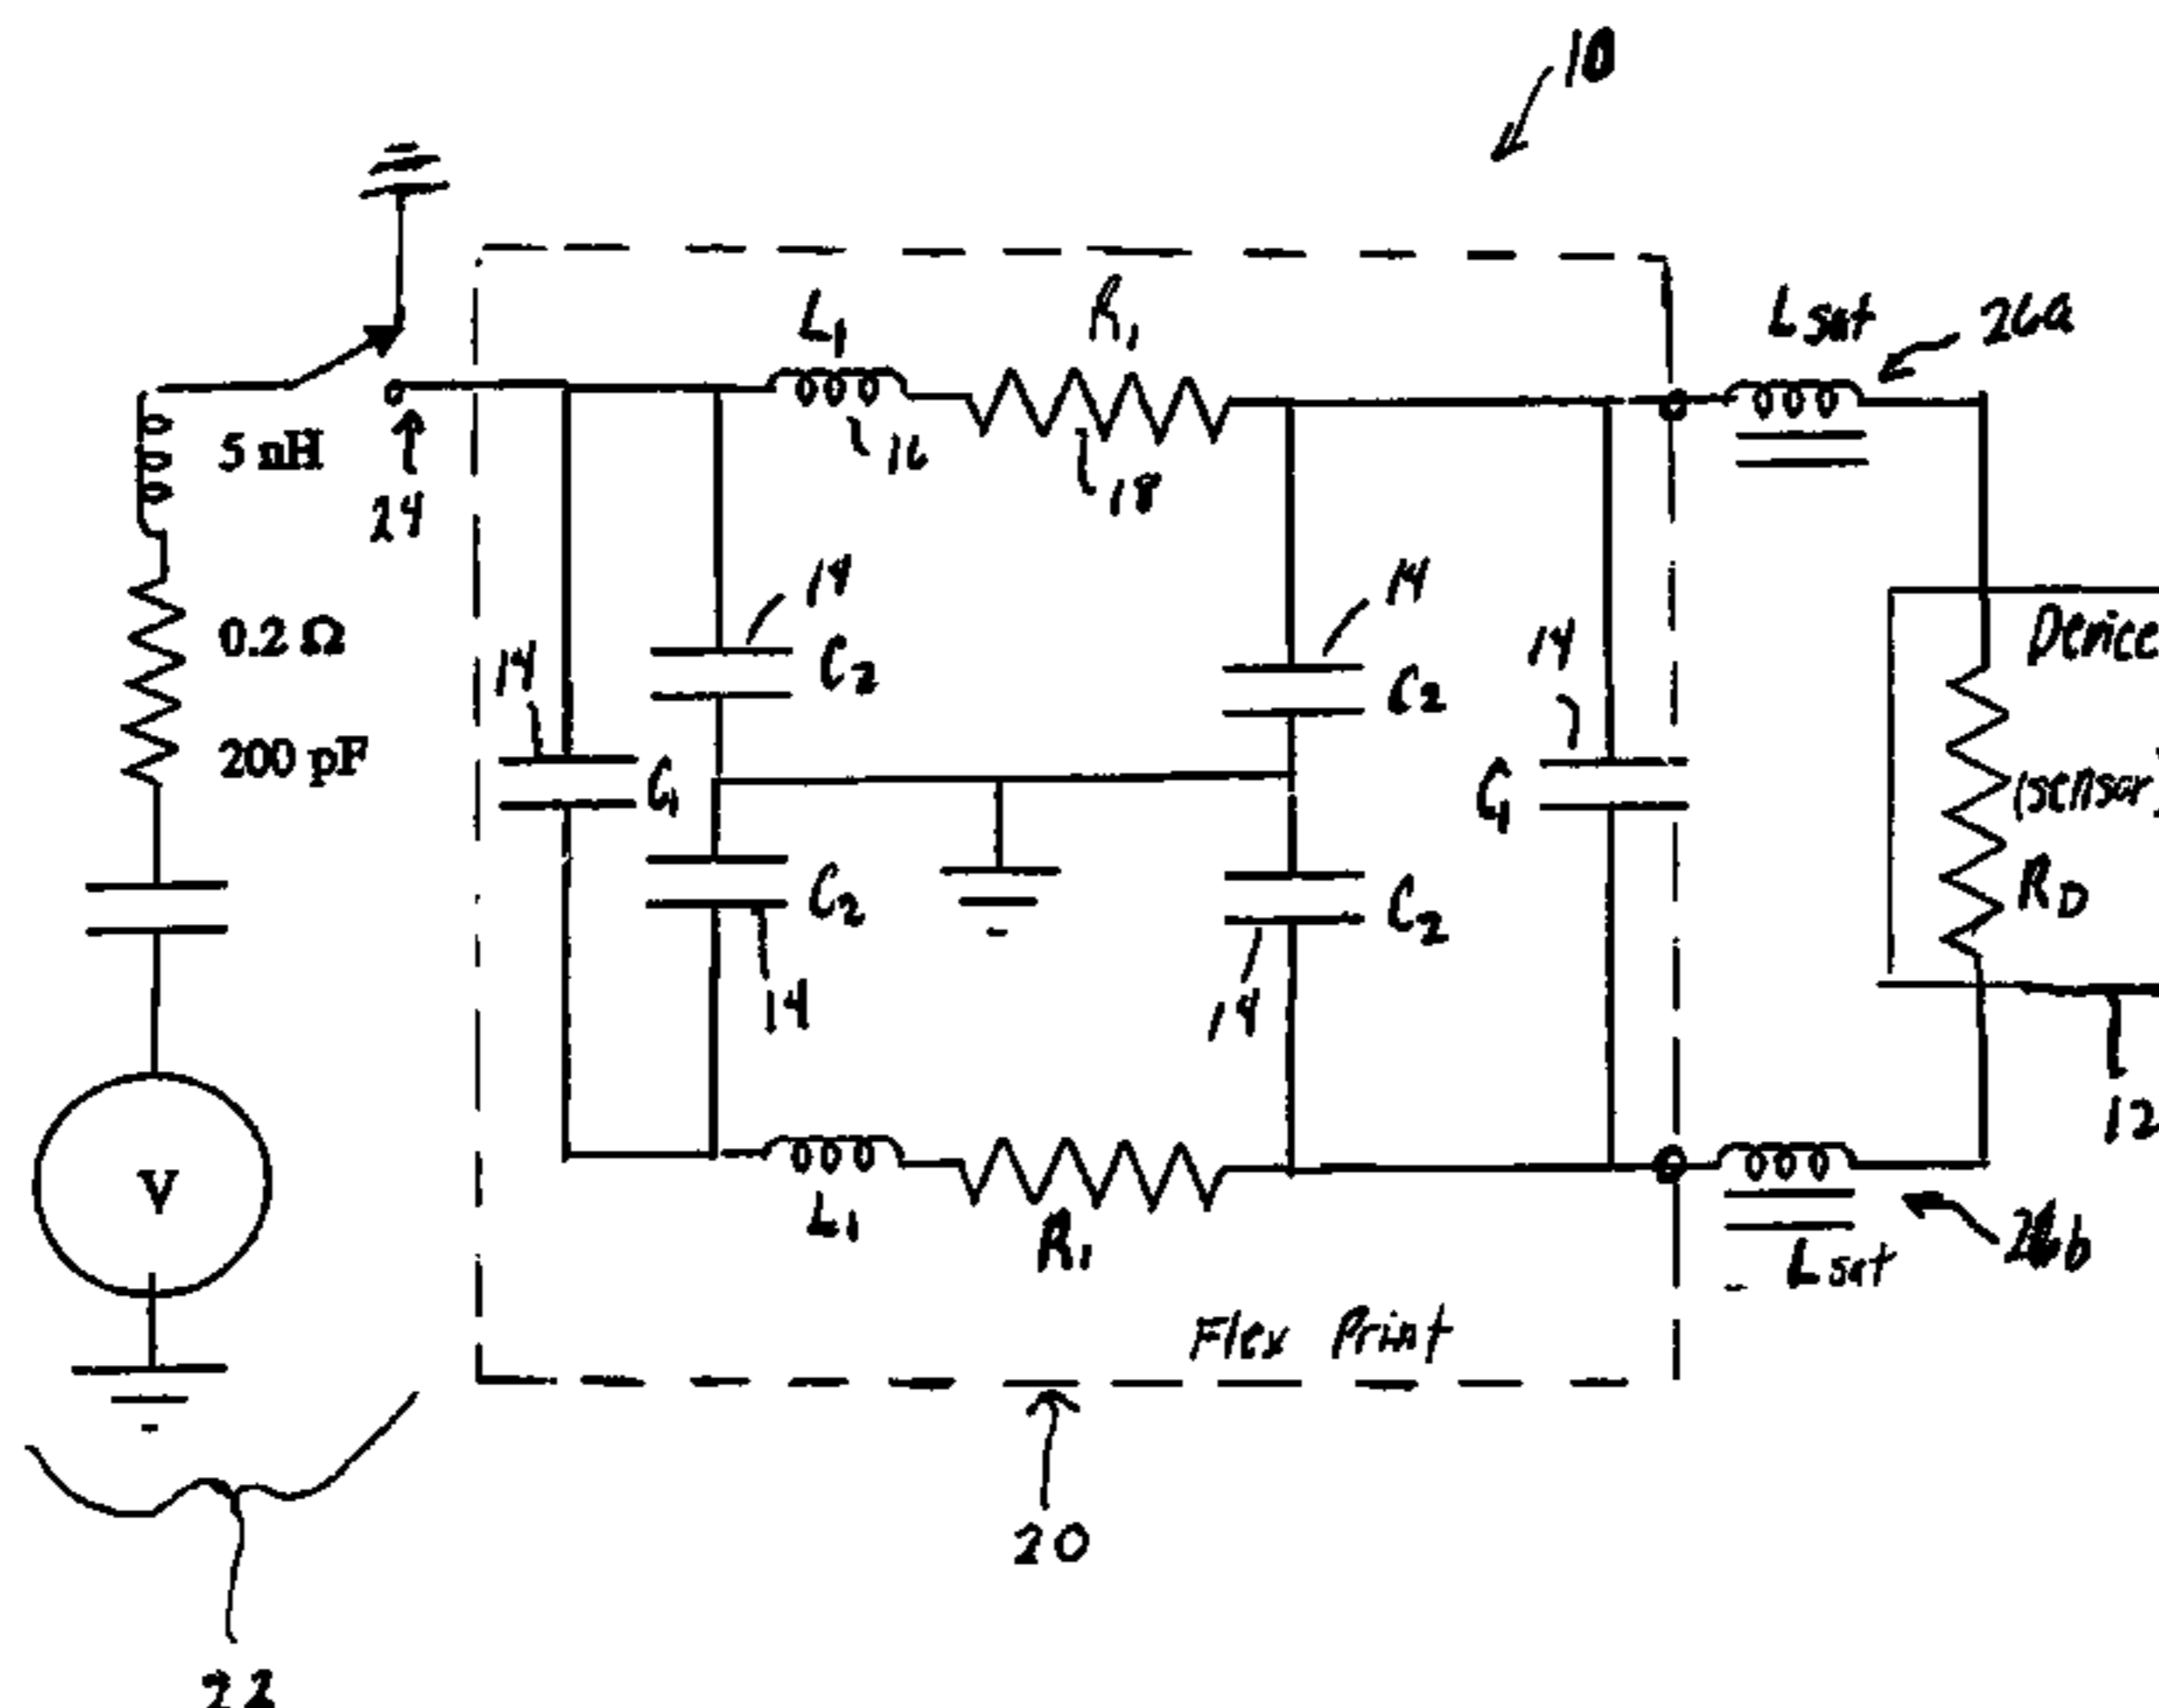 10
L1
R1
Lsat
26a
5 nH
16
18
24
0.2 Ω
200 pF
14
C2
14
C2
14
14
Device
(sensor)
RD
C1
C1
C2
C2
14
14
12
V
L1
R1
Lsat
26b
Flex Print
20
22